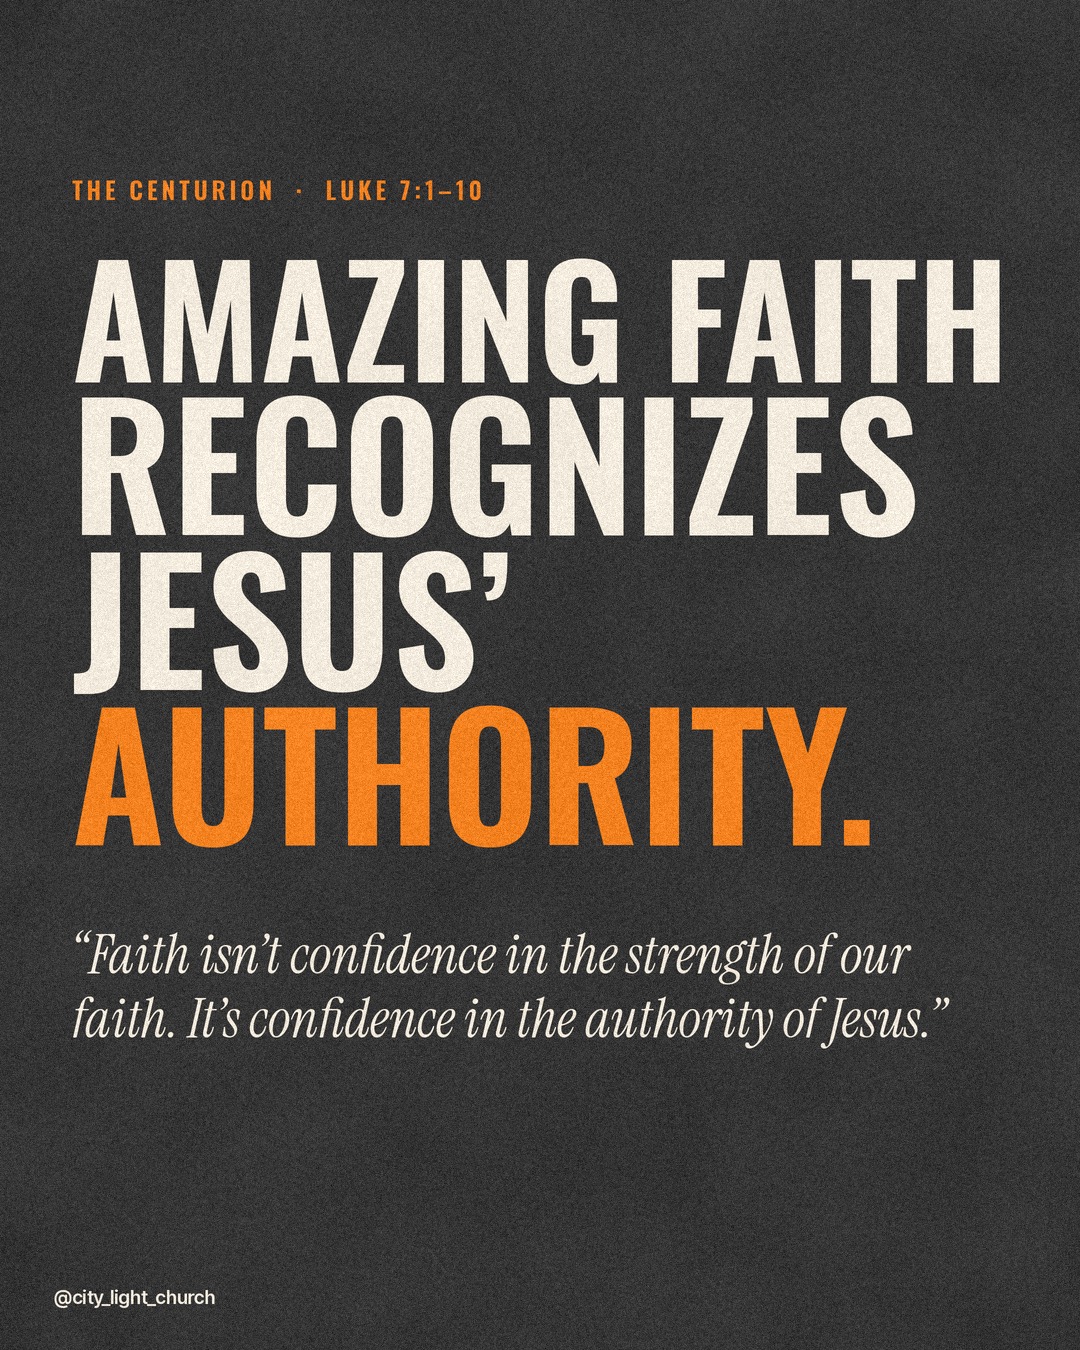 THE CENTURION · LUKE 7:1–10
AMAZING FAITH
RECOGNIZES
JESUS’
AUTHORITY.
“Faith isn’t confidence in the strength of our
faith. It’s confidence in the authority of Jesus.”
@city_light_church